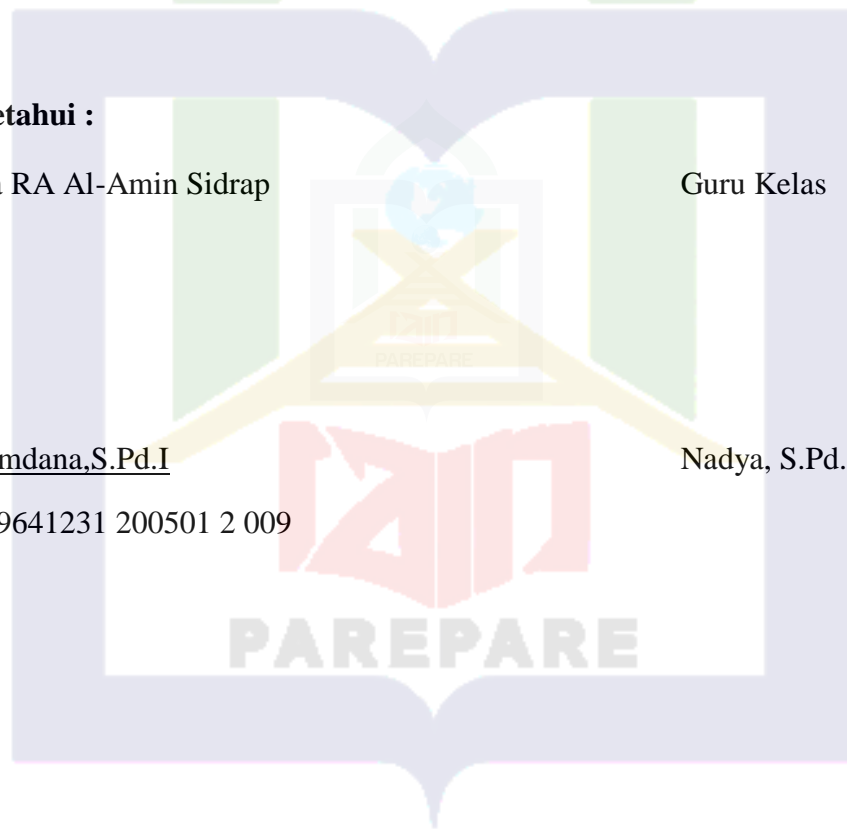 etahui :
a RA Al-Amin Sidrap Guru Kelas
mdana,S.Pd.I Nadya, S.Pd.
9641231 200501 2 009
PAREPARE
PAREPARE